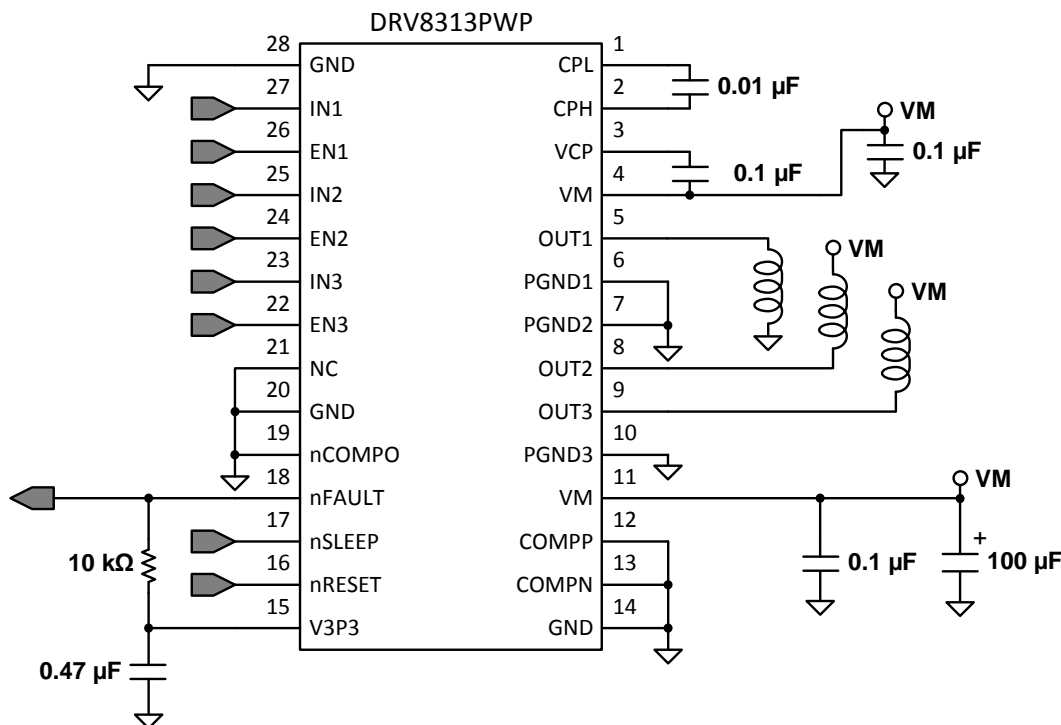 DRV8313PWP
28 GND CPL 1
27 IN1 CPH 2
0.01 µF
26 EN1 VCP 3
VM
0.1 µF
25 IN2 VM 4
0.1 µF
24 EN2 OUT1 5
23 IN3 PGND1 6
VM
22 EN3 PGND2 7
VM
21 NC OUT2 8
20 GND OUT3 9
19 nCOMPO PGND3 10
18 nFAULT VM 11
VM
17 nSLEEP COMPP 12
10 kΩ
0.1 µF
+
100 µF
16 nRESET COMPN 13
15 V3P3 GND 14
0.47 µF